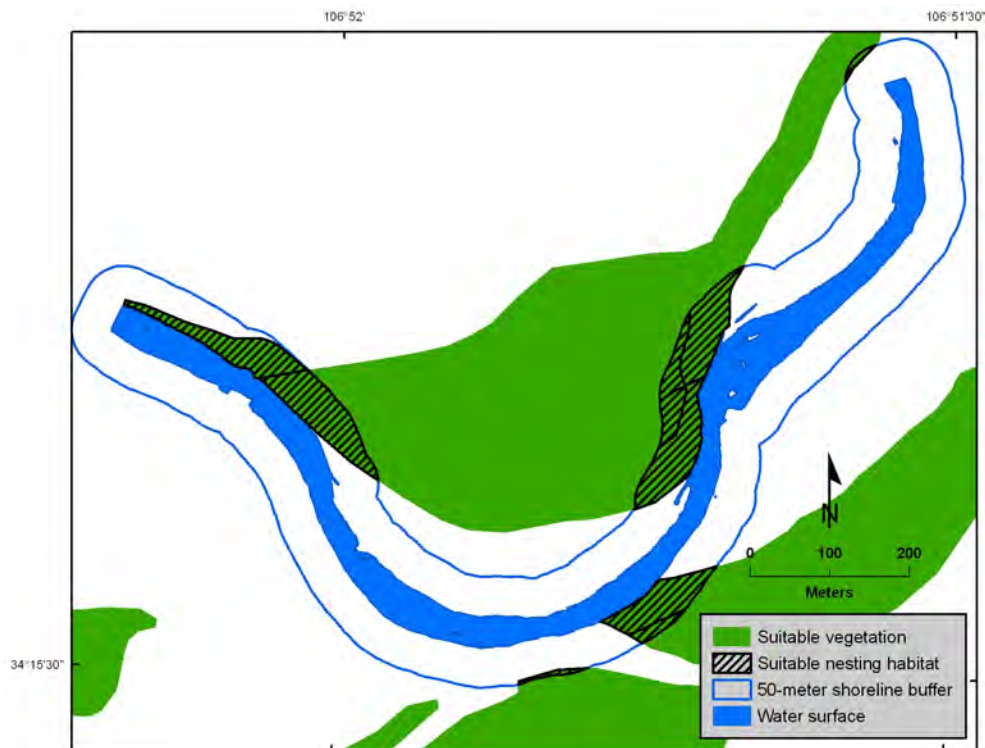 106°52'
106°51'30"
34°15'30"
N
0 100 200
Meters
Suitable vegetation
Suitable nesting habitat
50-meter shoreline buffer
Water surface